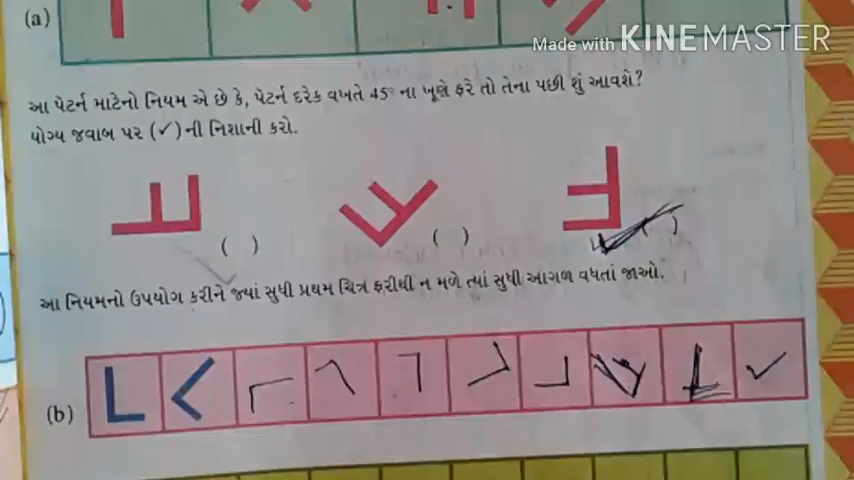 (a)
Made with KINEMASTER
આ પૅટર્ન માટેનો નિયમ એ છે કે, પૅટર્ન દરેક વખતે 45° ના ખૂણે ફરે તો તેના પછી શું આવશે?
યોગ્ય જવાબ પર (✓) ની નિશાની કરો.
( ) ( ) ( )
આ નિયમનો ઉપયોગ કરીને જ્યાં સુધી પ્રથમ ચિત્ર ફરીથી ન મળે ત્યાં સુધી આગળ વધતાં જાઓ.
(b)